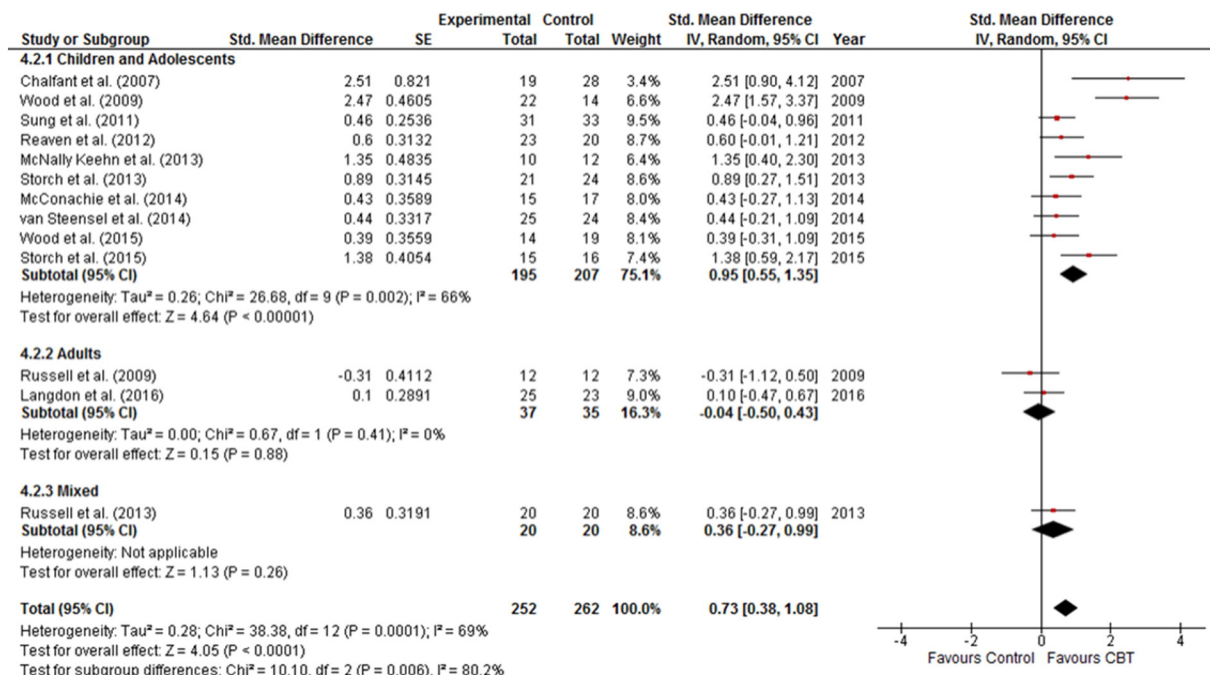 Experimental Control Std. Mean Difference Std. Mean Difference
Study or Subgroup Std. Mean Difference SE Total Total Weight IV, Random, 95% CI Year IV, Random, 95% CI
4.2.1 Children and Adolescents
Chalfant et al. (2007) 2.51 0.821 19 28 3.4% 2.51 [0.90, 4.12] 2007
Wood et al. (2009) 2.47 0.4605 22 14 6.6% 2.47 [1.57, 3.37] 2009
Sung et al. (2011) 0.46 0.2536 31 33 9.5% 0.46 [-0.04, 0.96] 2011
Reaven et al. (2012) 0.6 0.3132 23 20 8.7% 0.60 [-0.01, 1.21] 2012
McNally Keehn et al. (2013) 1.35 0.4835 10 12 6.4% 1.35 [0.40, 2.30] 2013
Storch et al. (2013) 0.89 0.3145 21 24 8.6% 0.89 [0.27, 1.51] 2013
McConachie et al. (2014) 0.43 0.3589 15 17 8.0% 0.43 [-0.27, 1.13] 2014
van Steensel et al. (2014) 0.44 0.3317 25 24 8.4% 0.44 [-0.21, 1.09] 2014
Wood et al. (2015) 0.39 0.3559 14 19 8.1% 0.39 [-0.31, 1.09] 2015
Storch et al. (2015) 1.38 0.4054 15 16 7.4% 1.38 [0.59, 2.17] 2015
Subtotal (95% CI) 195 207 75.1% 0.95 [0.55, 1.35]
Heterogeneity: Tau² = 0.26; Chi² = 26.68, df = 9 (P = 0.002); I² = 66%
Test for overall effect: Z = 4.64 (P < 0.00001)
4.2.2 Adults
Russell et al. (2009) -0.31 0.4112 12 12 7.3% -0.31 [-1.12, 0.50] 2009
Langdon et al. (2016) 0.1 0.2891 25 23 9.0% 0.10 [-0.47, 0.67] 2016
Subtotal (95% CI) 37 35 16.3% -0.04 [-0.50, 0.43]
Heterogeneity: Tau² = 0.00; Chi² = 0.67, df = 1 (P = 0.41); I² = 0%
Test for overall effect: Z = 0.15 (P = 0.88)
4.2.3 Mixed
Russell et al. (2013) 0.36 0.3191 20 20 8.6% 0.36 [-0.27, 0.99] 2013
Subtotal (95% CI) 20 20 8.6% 0.36 [-0.27, 0.99]
Heterogeneity: Not applicable
Test for overall effect: Z = 1.13 (P = 0.26)
Total (95% CI) 252 262 100.0% 0.73 [0.38, 1.08]
Heterogeneity: Tau² = 0.28; Chi² = 38.38, df = 12 (P = 0.0001); I² = 69%
Test for overall effect: Z = 4.05 (P < 0.0001)
Test for subgroup differences: Chi² = 10.10, df = 2 (P = 0.006), I² = 80.2%
-4 -2 0 2 4
Favours Control Favours CBT